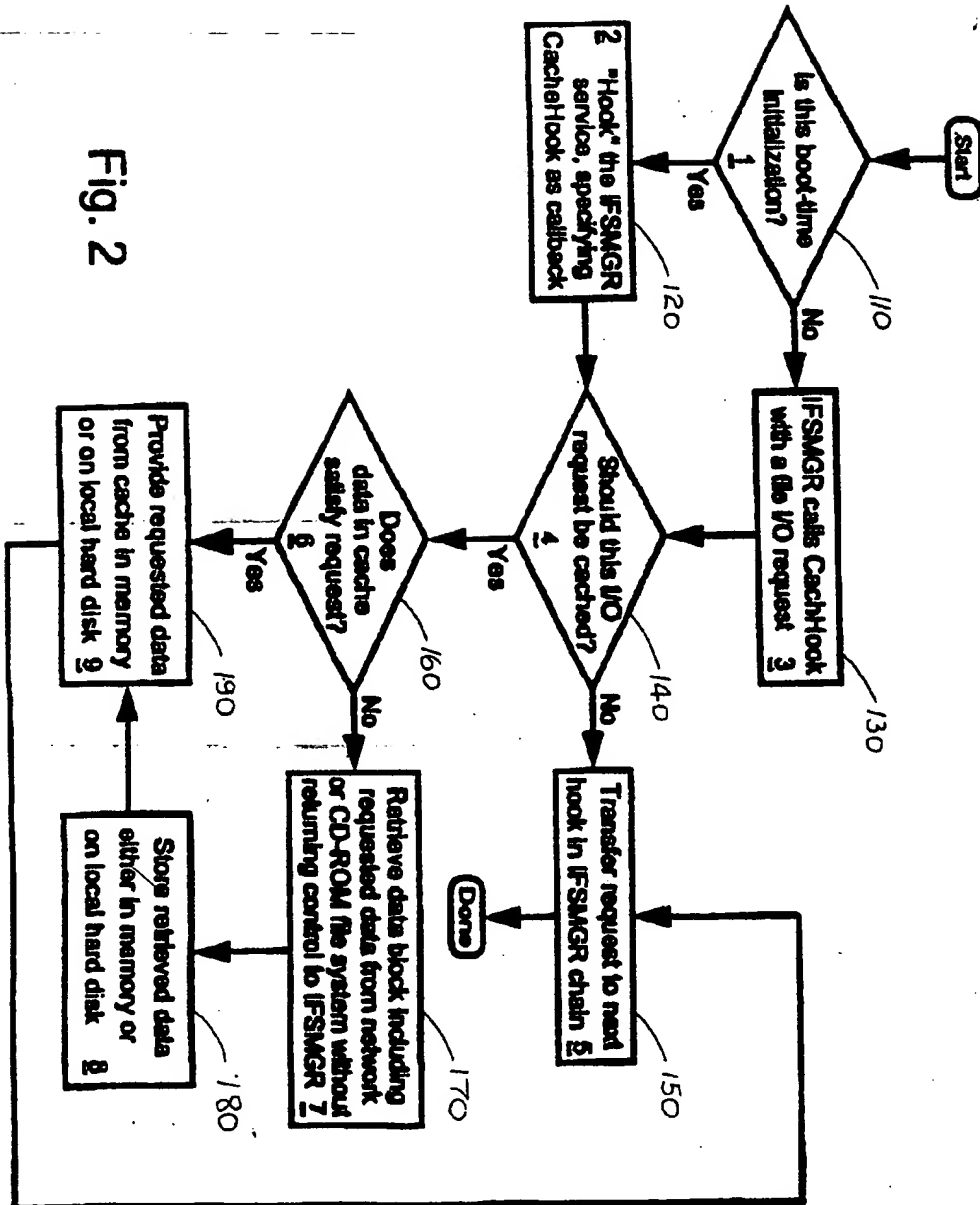 Start
Is this boot-time
initialization?
1
110
Yes
No
2 "Hook" the IFSMGR
service, specifying
CacheHook as callback
120
IFSMGR calls CachHook
with a file I/O request 3
130
Should this I/O
request be cached?
4
140
Yes
No
Transfer request to next
hook in IFSMGR chain 5
150
Done
Does
data in cache
satisfy request?
6
160
Yes
No
Retrieve data block including
requested data from network
or CD-ROM file system without
returning control to IFSMGR 7
170
Store retrieved data
either in memory or
on local hard disk 8
180
Provide requested data
from cache in memory
or on local hard disk 9
190
Fig. 2